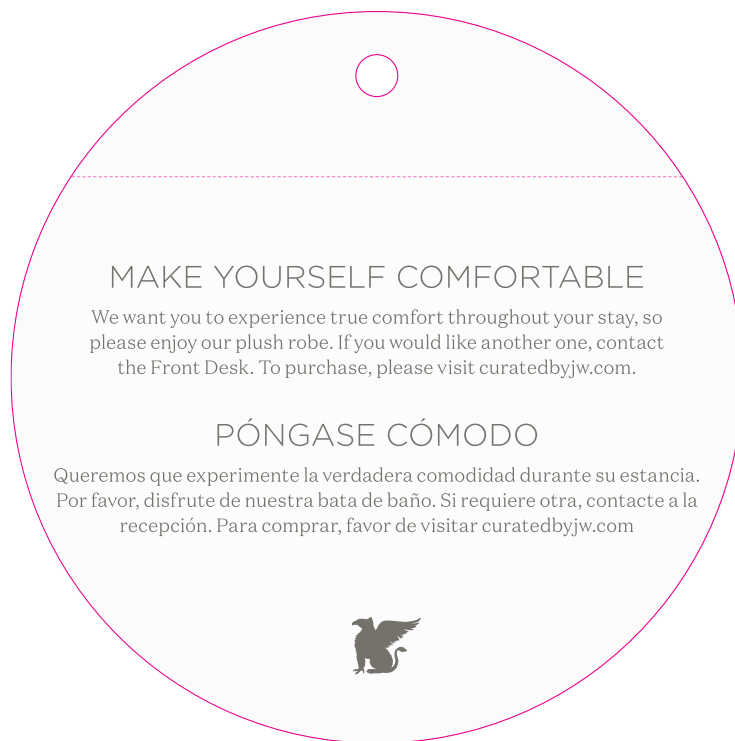 MAKE YOURSELF COMFORTABLE
We want you to experience true comfort throughout your stay, so
please enjoy our plush robe. If you would like another one, contact
the Front Desk. To purchase, please visit curatedbyjw.com.
PÓNGASE CÓMODO
Queremos que experimente la verdadera comodidad durante su estancia.
Por favor, disfrute de nuestra bata de baño. Si requiere otra, contacte a la
recepción. Para comprar, favor de visitar curatedbyjw.com